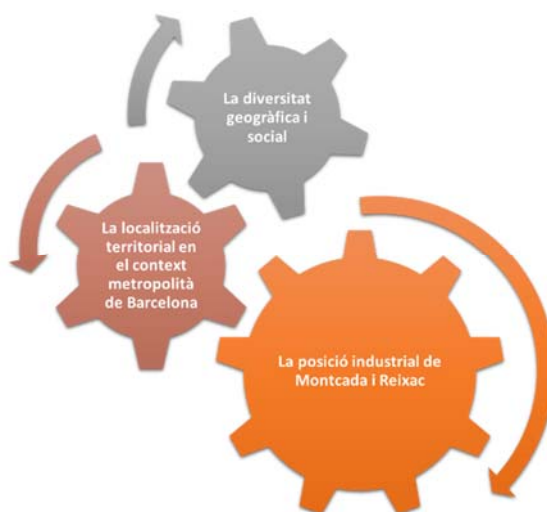 La diversitat
geogràfica i
social
La localització
territorial en
el context
metropolità
de Barcelona
La posició industrial de
Montcada i Reixac